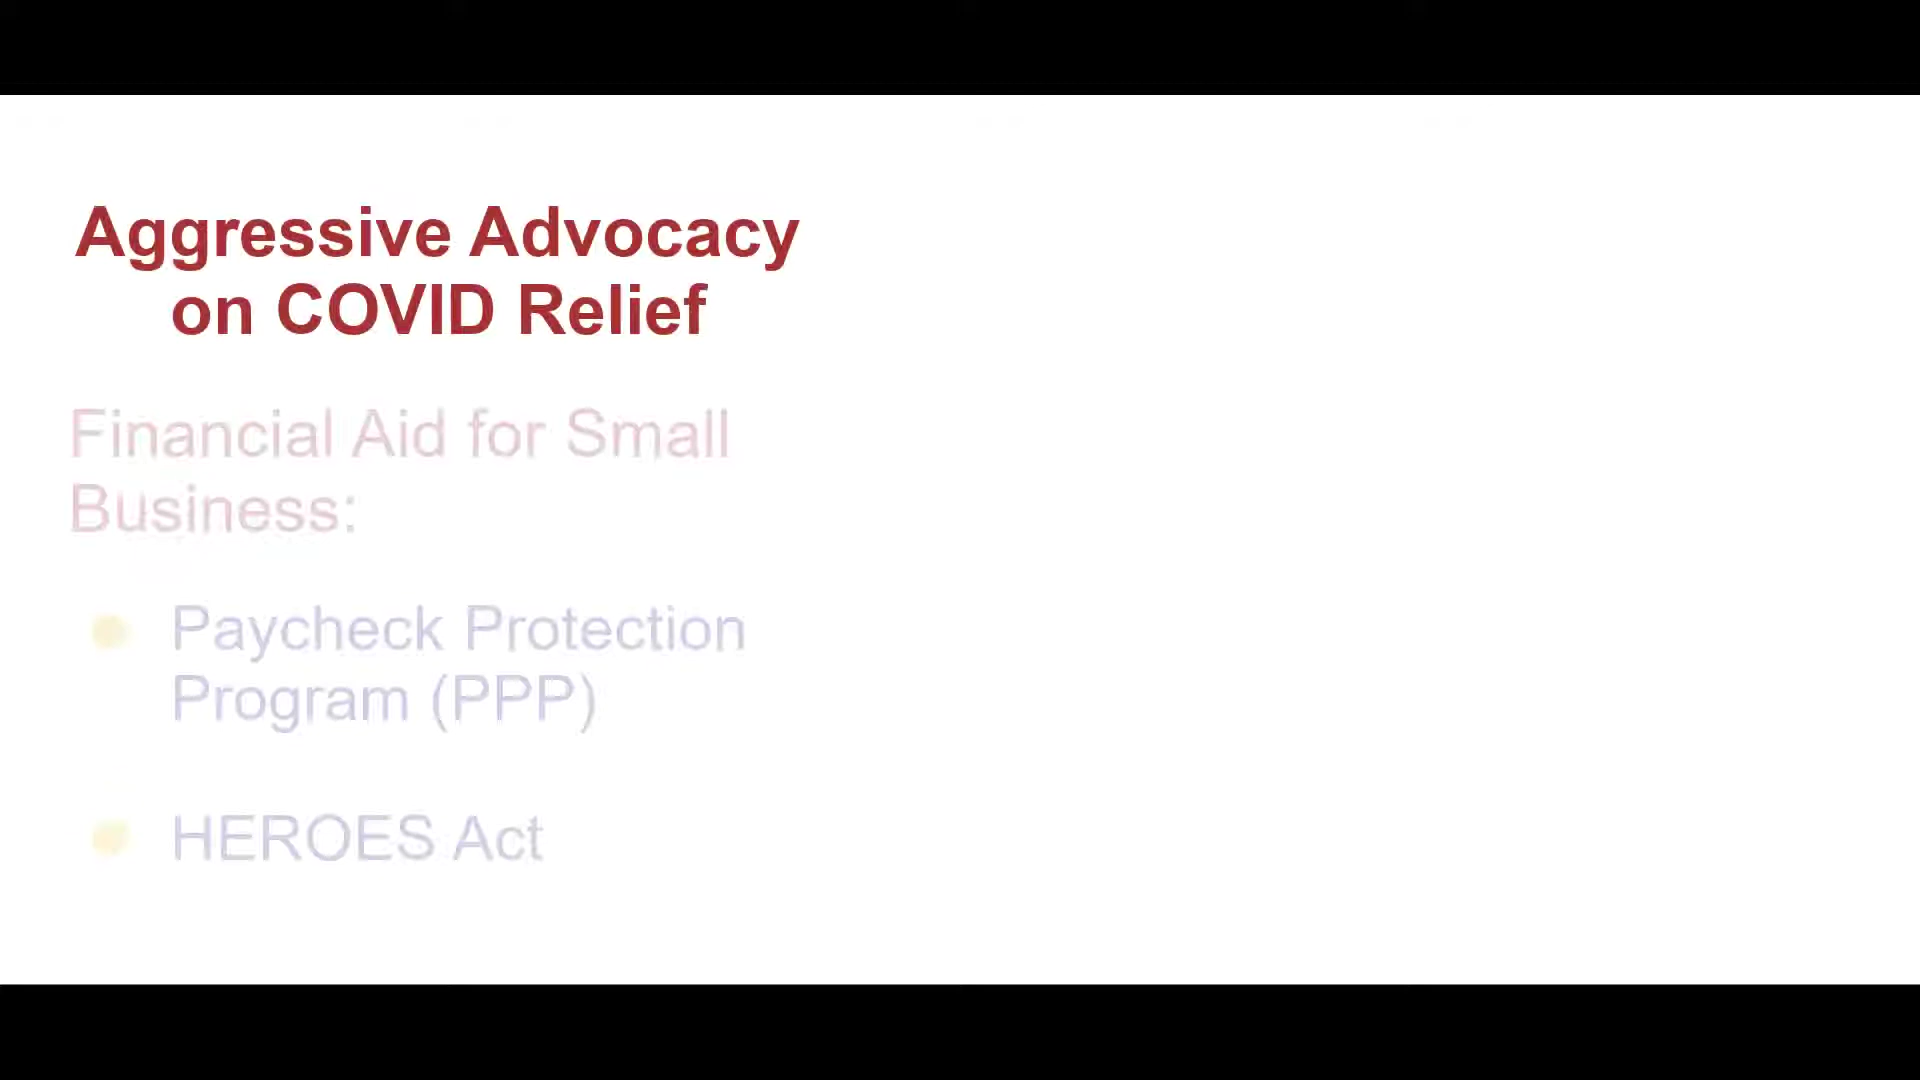 Aggressive Advocacy
on COVID Relief
Financial Aid for Small
Business:
Paycheck Protection
Program (PPP)
HEROES Act